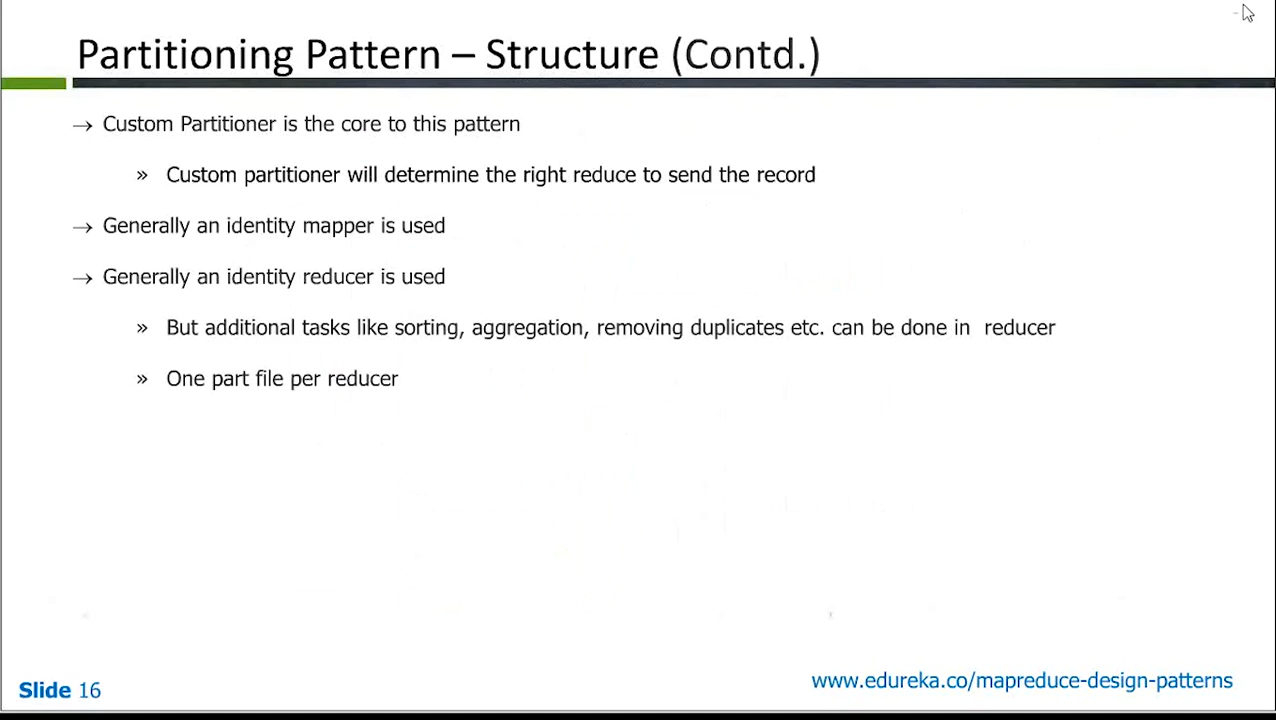 Partitioning Pattern – Structure (Contd.)
→ Custom Partitioner is the core to this pattern
» Custom partitioner will determine the right reduce to send the record
→ Generally an identity mapper is used
→ Generally an identity reducer is used
» But additional tasks like sorting, aggregation, removing duplicates etc. can be done in reducer
» One part file per reducer
Slide 16
www.edureka.co/mapreduce-design-patterns